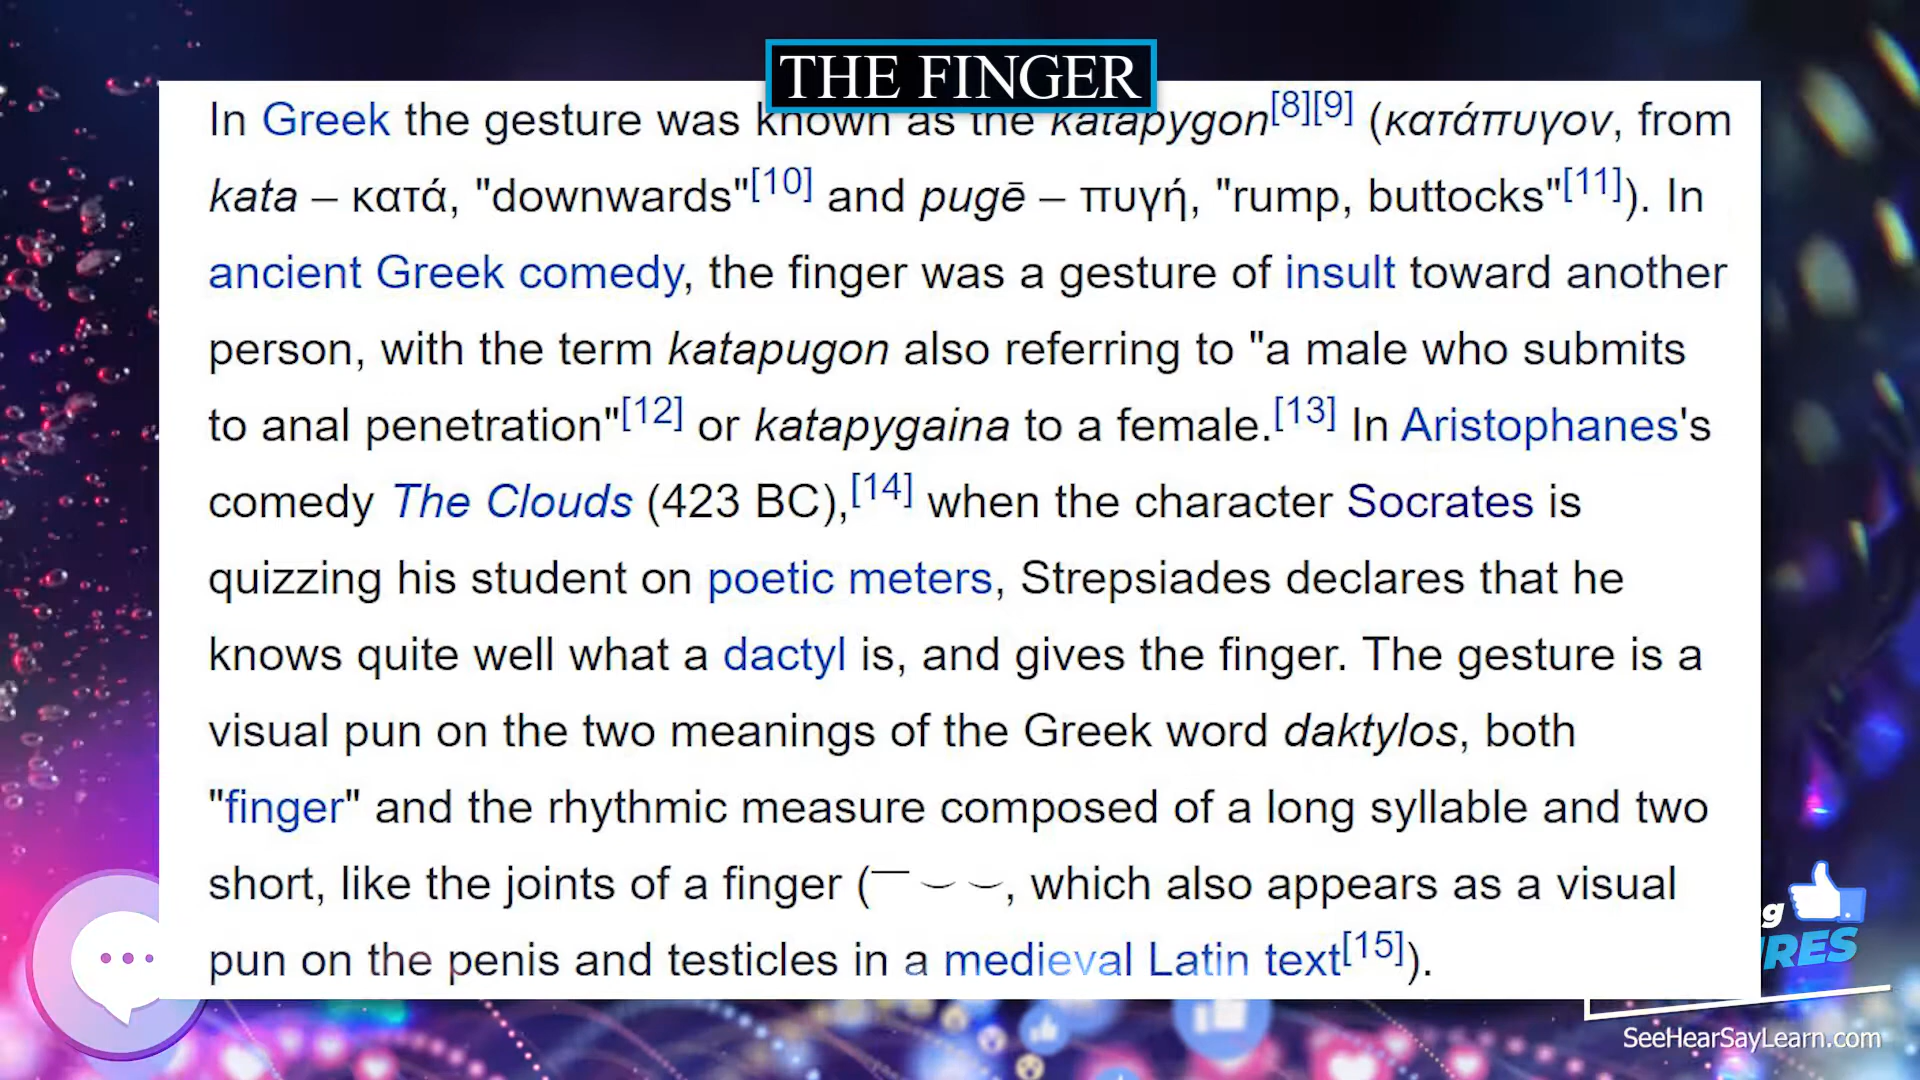 THE FINGER
In Greek the gesture was known as the katapygon[8][9] (κατάπυγον, from
kata – κατά, "downwards"[10] and pugē – πυγή, "rump, buttocks"[11]). In
ancient Greek comedy, the finger was a gesture of insult toward another
person, with the term katapugon also referring to "a male who submits
to anal penetration"[12] or katapygaina to a female.[13] In Aristophanes's
comedy The Clouds (423 BC),[14] when the character Socrates is
quizzing his student on poetic meters, Strepsiades declares that he
knows quite well what a dactyl is, and gives the finger. The gesture is a
visual pun on the two meanings of the Greek word daktylos, both
"finger" and the rhythmic measure composed of a long syllable and two
short, like the joints of a finger (¯ ⏑ ⏑, which also appears as a visual
pun on the penis and testicles in a medieval Latin text[15]).
SeeHearSayLearn.com